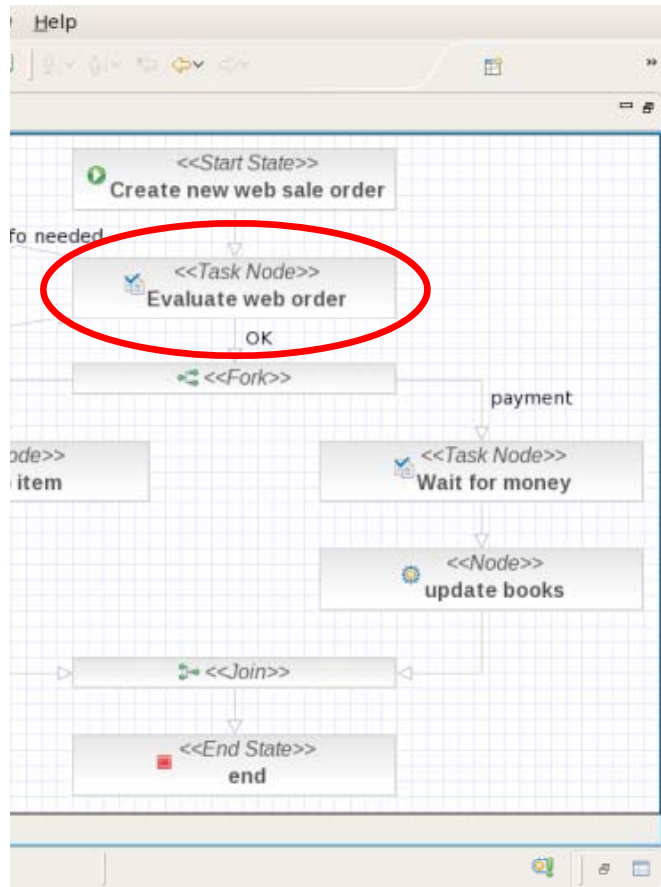 Help
<<Start State>>
Create new web sale order
fo needed
<<Task Node>>
Evaluate web order
OK
<<Fork>>
payment
ode>>
item
<<Task Node>>
Wait for money
<<Node>>
update books
<<Join>>
<<End State>>
end